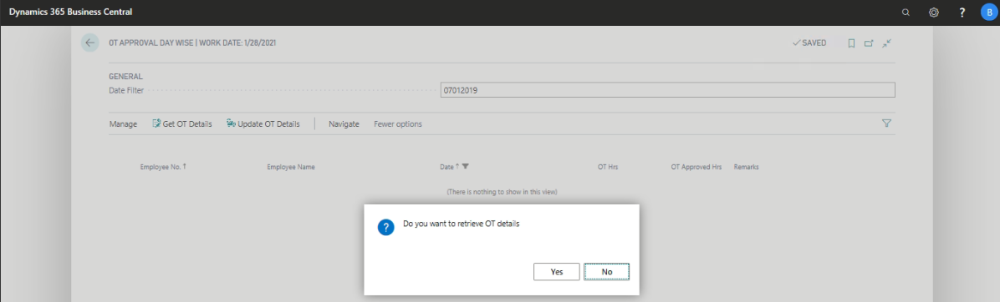 Dynamics 365 Business Central
?
B
OT APPROVAL DAY WISE | WORK DATE: 1/28/2021
✓ SAVED
GENERAL
Date Filter
07012019
Manage Get OT Details Update OT Details Navigate Fewer options
Employee No. ↑ Employee Name Date ↑ OT Hrs OT Approved Hrs Remarks
(There is nothing to show in this view)
? Do you want to retrieve OT details
Yes No